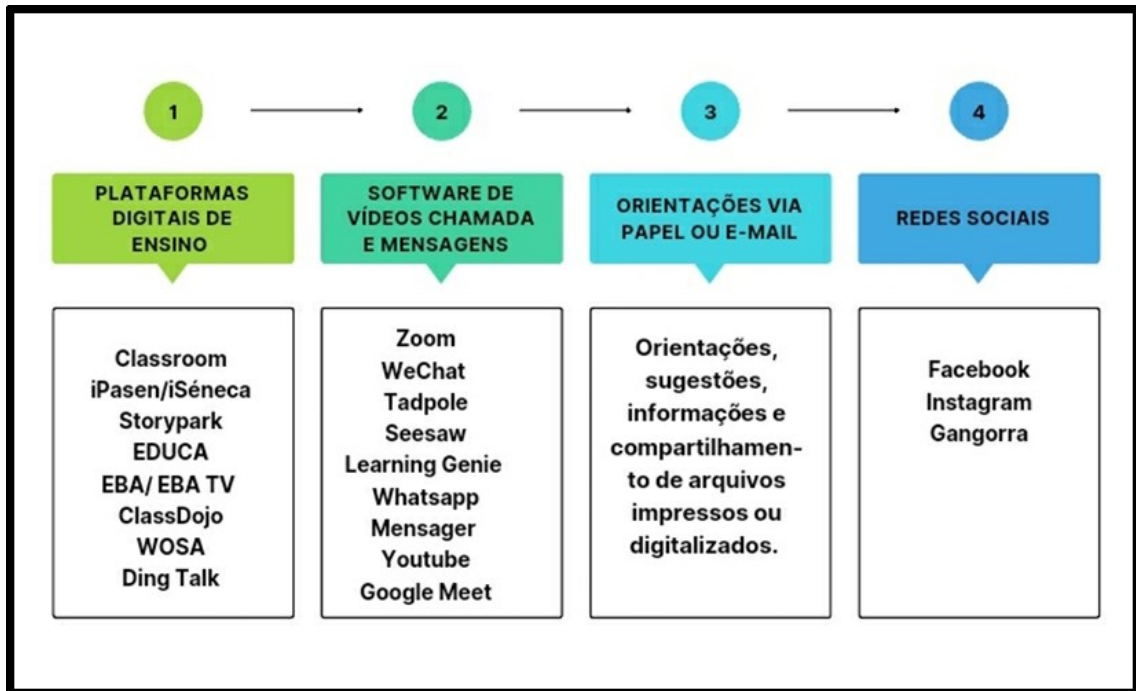 1
2
3
4
PLATAFORMAS
DIGITAIS DE
ENSINO
SOFTWARE DE
VÍDEOS CHAMADA
E MENSAGENS
ORIENTAÇÕES VIA
PAPEL OU E-MAIL
REDES SOCIAIS
Classroom
iPasen/iSéneca
Storypark
EDUCA
EBA/ EBA TV
ClassDojo
WOSA
Ding Talk
Zoom
WeChat
Tadpole
Seesaw
Learning Genie
Whatsapp
Mensager
Youtube
Google Meet
Orientações,
sugestões,
informações e
compartilhamen-
to de arquivos
impressos ou
digitalizados.
Facebook
Instagram
Gangorra